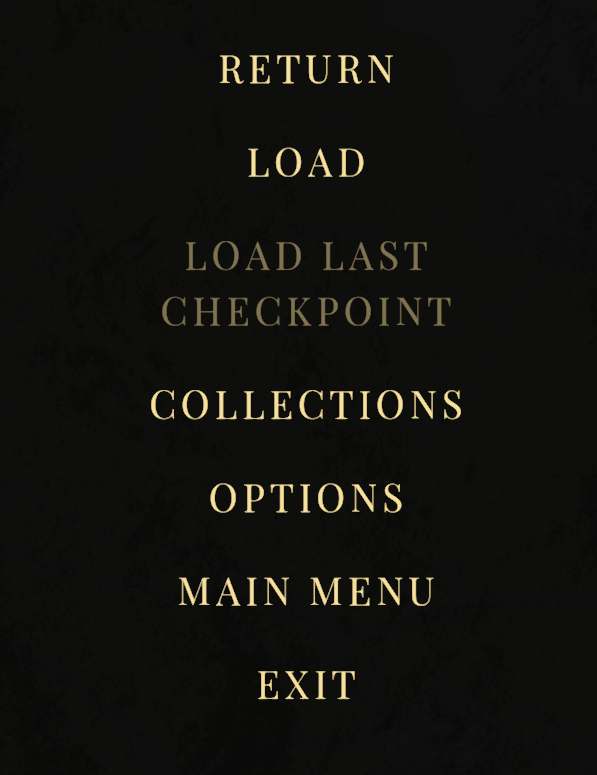 RETURN
LOAD
LOAD LAST
CHECKPOINT
COLLECTIONS
OPTIONS
MAIN MENU
EXIT